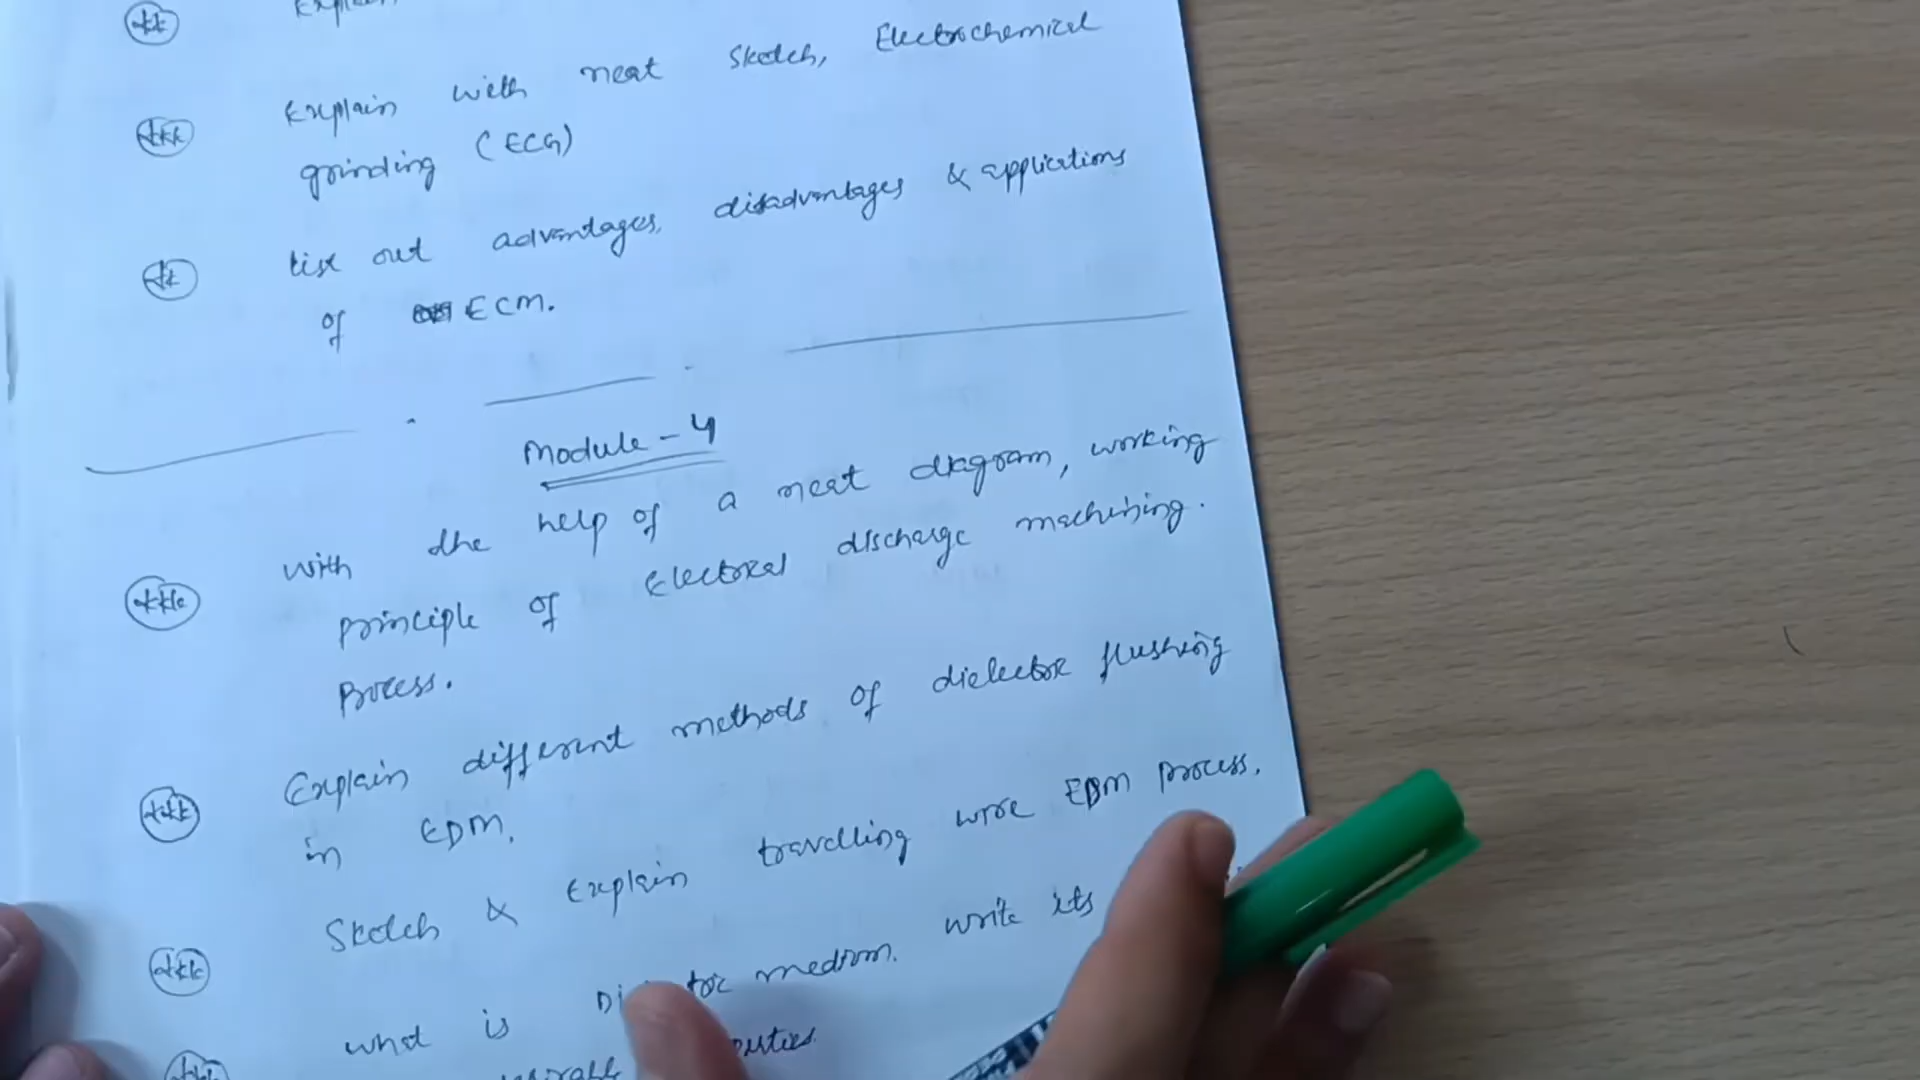 Explain with neat Sketch, Electrochemical
grinding (ECG)
List out advantages, disadvantages & applications
of ECM.
Module - 4
With the help of a neat diagram, working
principle of Electrical discharge machining.
Process.
Explain different methods of dielector flushing
in EDM.
Sketch & Explain travelling wire EDM process.
what is medium. write its